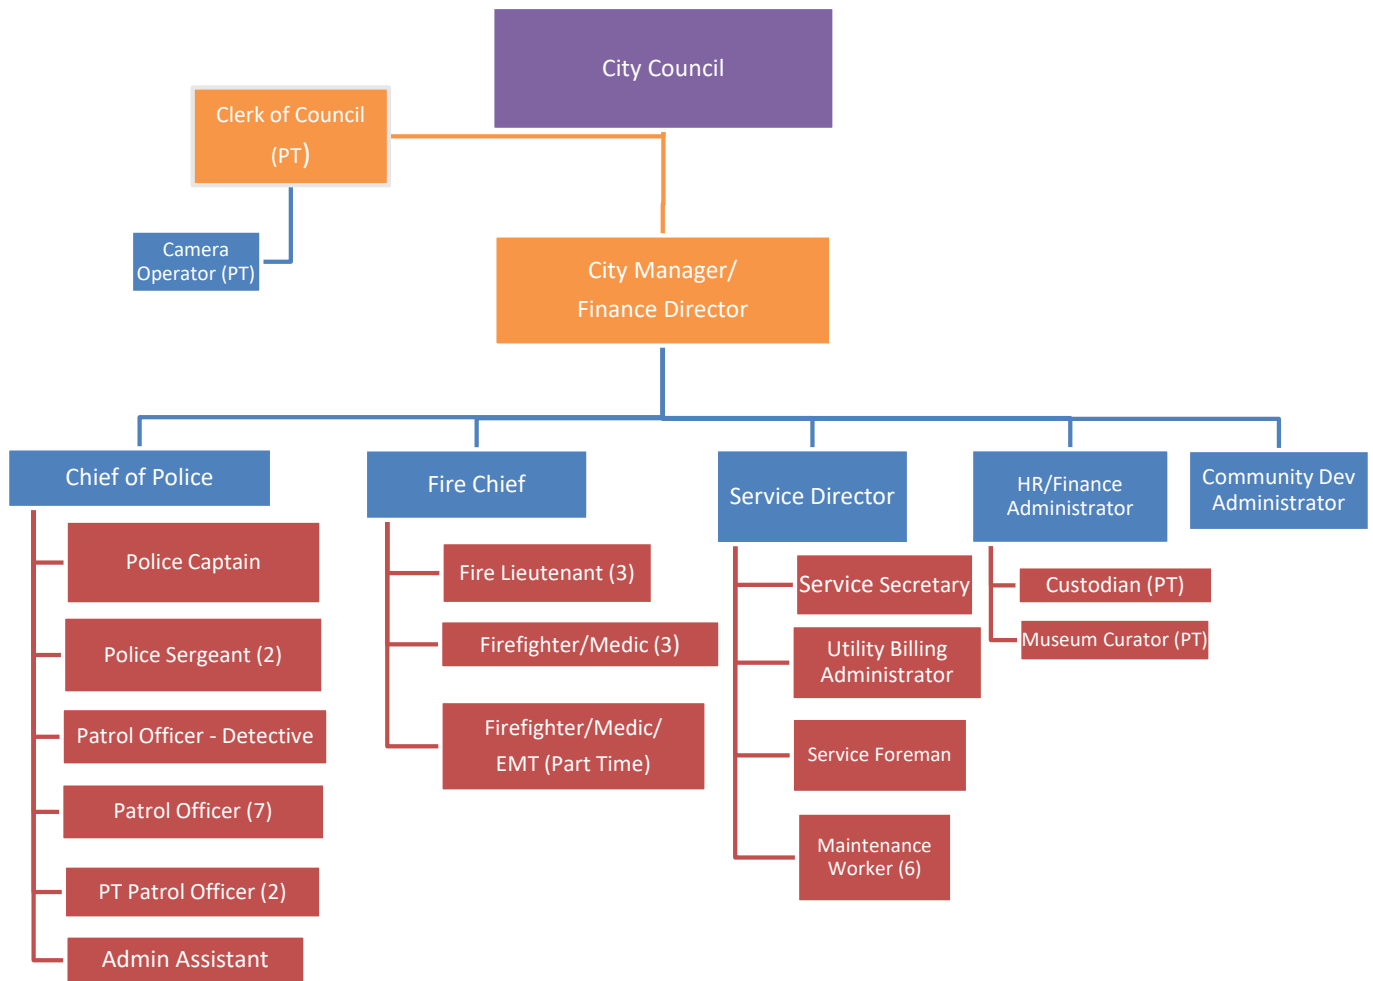 City Council
Clerk of Council
(PT)
Camera
Operator (PT)
City Manager/
Finance Director
Chief of Police
Fire Chief
Service Director
HR/Finance
Administrator
Community Dev
Administrator
Police Captain
Police Sergeant (2)
Patrol Officer - Detective
Patrol Officer (7)
PT Patrol Officer (2)
Admin Assistant
Fire Lieutenant (3)
Firefighter/Medic (3)
Firefighter/Medic/
EMT (Part Time)
Service Secretary
Utility Billing
Administrator
Service Foreman
Maintenance
Worker (6)
Custodian (PT)
Museum Curator (PT)